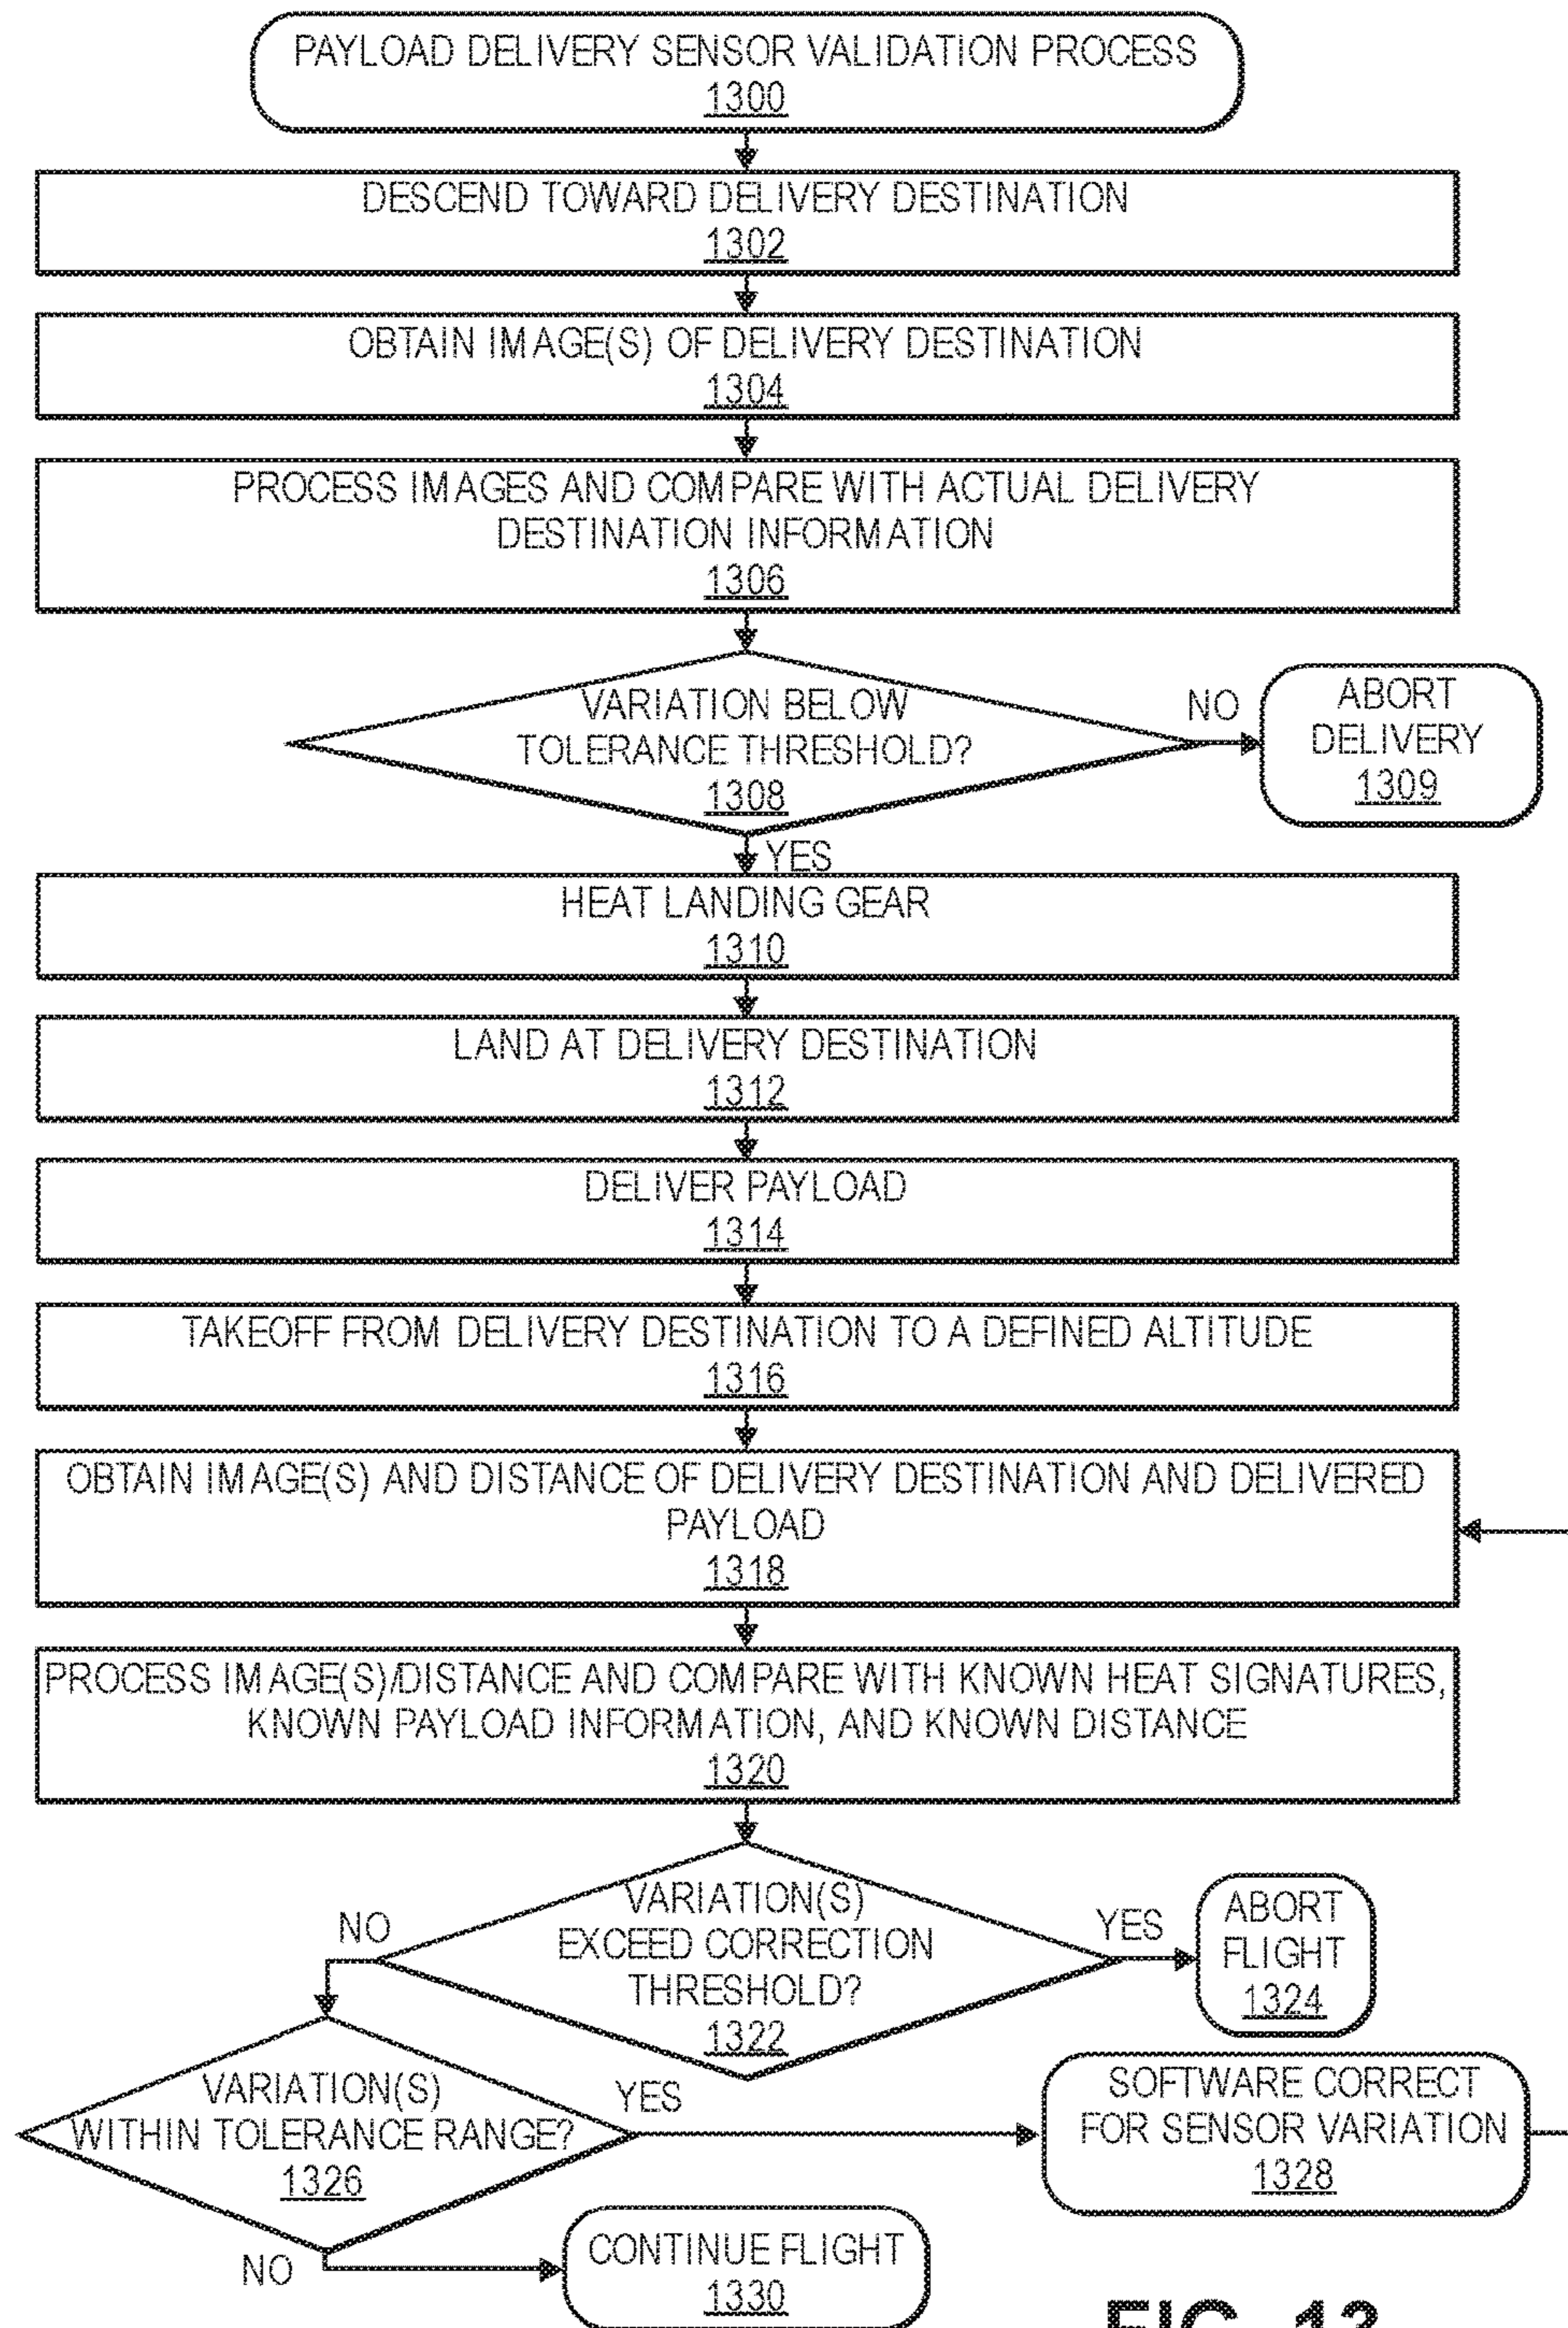 PAYLOAD DELIVERY SENSOR VALIDATION PROCESS
1300
DESCEND TOWARD DELIVERY DESTINATION
1302
OBTAIN IMAGE(S) OF DELIVERY DESTINATION
1304
PROCESS IMAGES AND COMPARE WITH ACTUAL DELIVERY
DESTINATION INFORMATION
1306
VARIATION BELOW
TOLERANCE THRESHOLD?
1308
NO
ABORT
DELIVERY
1309
YES
HEAT LANDING GEAR
1310
LAND AT DELIVERY DESTINATION
1312
DELIVER PAYLOAD
1314
TAKEOFF FROM DELIVERY DESTINATION TO A DEFINED ALTITUDE
1316
OBTAIN IMAGE(S) AND DISTANCE OF DELIVERY DESTINATION AND DELIVERED
PAYLOAD
1318
PROCESS IMAGE(S)/DISTANCE AND COMPARE WITH KNOWN HEAT SIGNATURES,
KNOWN PAYLOAD INFORMATION, AND KNOWN DISTANCE
1320
VARIATION(S)
EXCEED CORRECTION
THRESHOLD?
1322
NO
YES
ABORT
FLIGHT
1324
VARIATION(S)
WITHIN TOLERANCE RANGE?
1326
YES
SOFTWARE CORRECT
FOR SENSOR VARIATION
1328
NO
CONTINUE FLIGHT
1330
FIG. 13